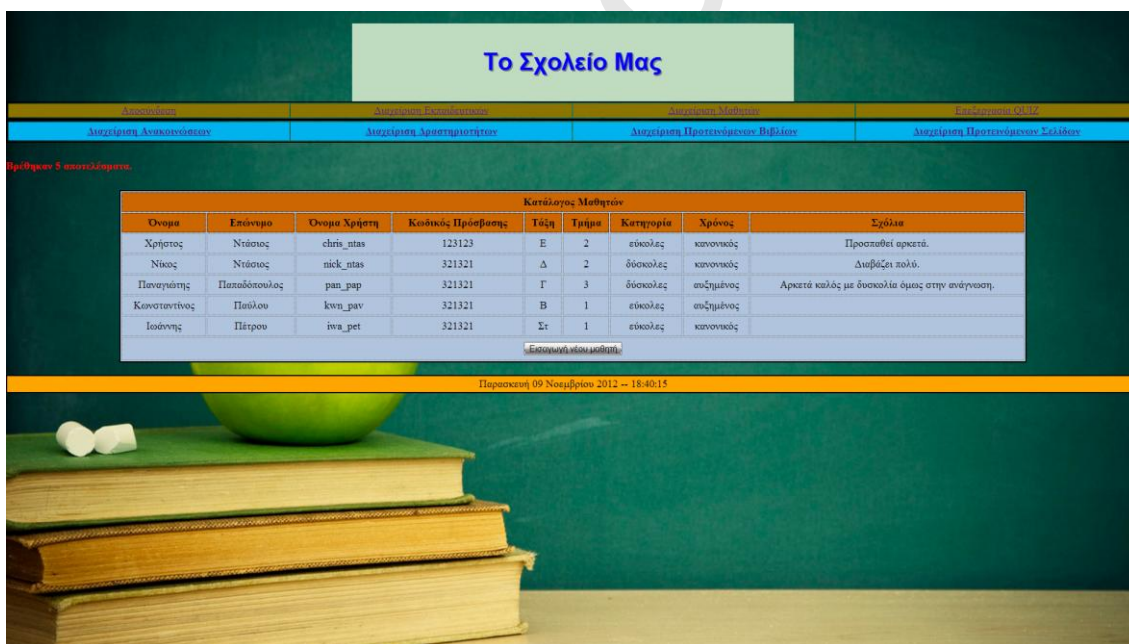 Το Σχολείο Μας
Αποσύνδεση Διαχείριση Εκπαιδευτικών Διαχείριση Μαθητών Επεξεργασία QUIZ
Διαχείριση Ανακοινώσεων Διαχείριση Δραστηριοτήτων Διαχείριση Προτεινόμενων Βιβλίων Διαχείριση Προτεινόμενων Σελίδων
Βρέθηκαν 5 αποτελέσματα.
Κατάλογος Μαθητών
Όνομα Επώνυμο Όνομα Χρήστη Κωδικός Πρόσβασης Τάξη Τμήμα Κατηγορία Χρόνος Σχόλια
Χρήστος Ντάσιος chris_ntas 123123 Ε 2 εύκολες κανονικός Προσπαθεί αρκετά.
Νίκος Ντάσιος nick_ntas 321321 Δ 2 δύσκολες κανονικός Διαβάζει πολύ.
Παναγιώτης Παπαδόπουλος pan_pap 321321 Γ 3 δύσκολες αυξημένος Αρκετά καλός με δυσκολία όμως στην ανάγνωση.
Κωνσταντίνος Παύλου kwn_pav 321321 Β 1 εύκολες αυξημένος
Ιωάννης Πέτρου iwa_pet 321321 Στ 1 εύκολες κανονικός
Εισαγωγή νέου μαθητή
Παρασκευή 09 Νοεμβρίου 2012 -- 18:40:15